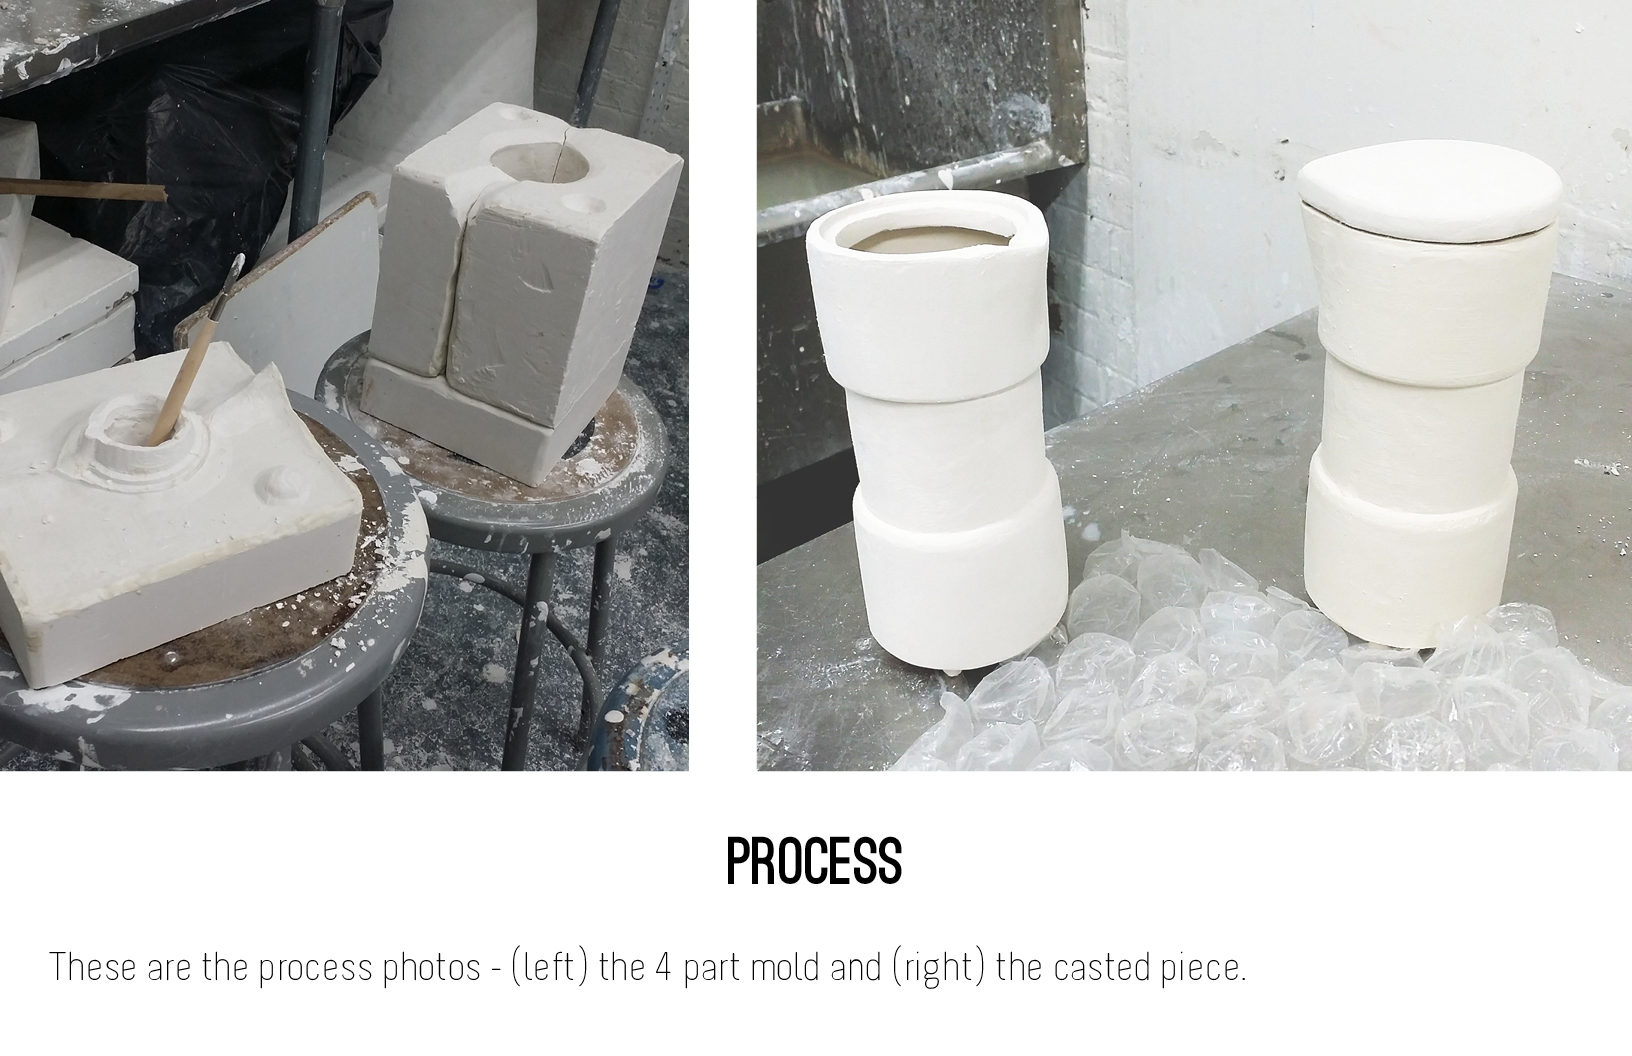 PROCESS
These are the process photos - (left) the 4 part mold and (right) the casted piece.